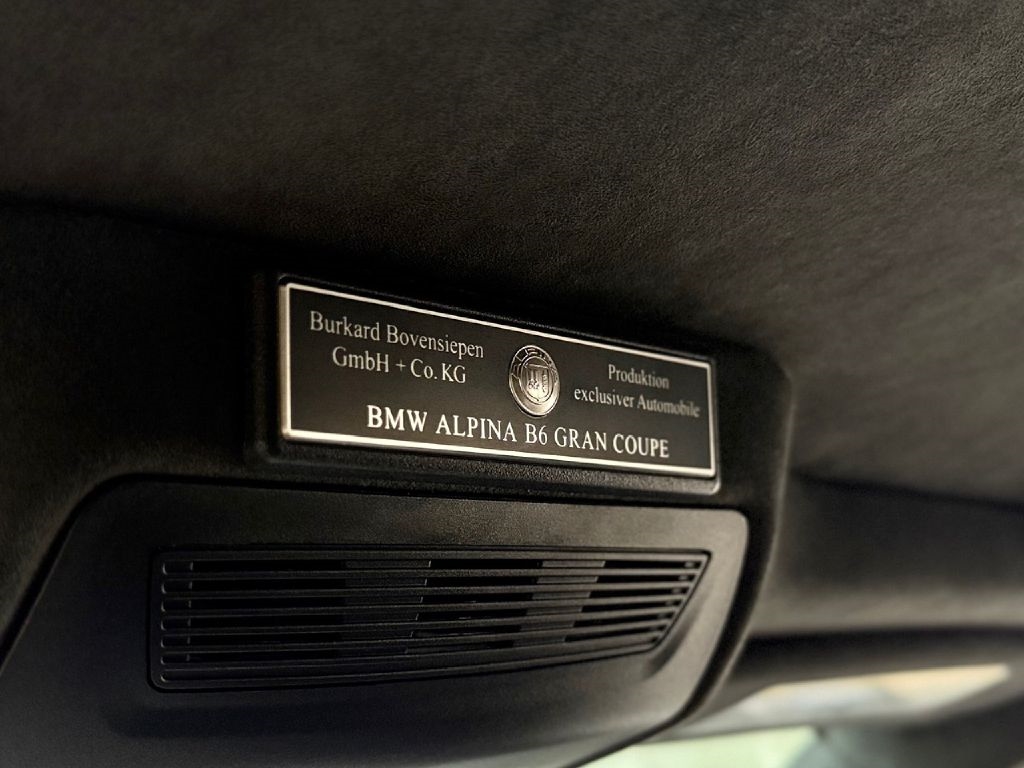 Burkard Bovensiepen
GmbH + Co. KG
Produktion
exclusiver Automobile
BMW ALPINA B6 GRAN COUPE